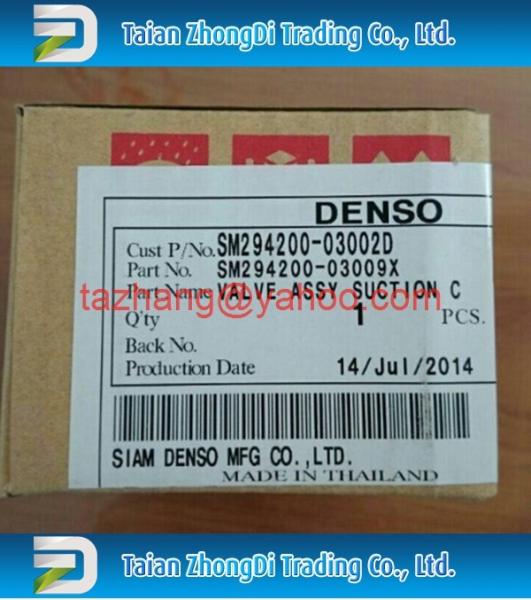 Taian ZhongDi Trading Co., Ltd.
DENSO
Cust P/No. SM294200-03002D
Part No. SM294200-03009X
tazhang@yahoo.com
Part Name VALVE ASSY SUCTION C
Q'ty 1 PCS.
Back No.
Production Date 14/Jul/2014
SIAM DENSO MFG CO.,LTD.
MADE IN THAILAND
Taian ZhongDi Trading Co., Ltd.